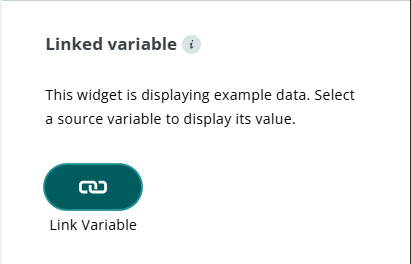 Linked variable i
This widget is displaying example data. Select
a source variable to display its value.
Link Variable